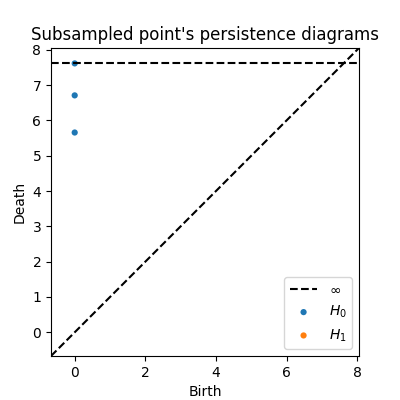 Subsampled point's persistence diagrams
8
7
6
5
4
3
2
1
0
Death
∞
H₀
H₁
0 2 4 6 8
Birth